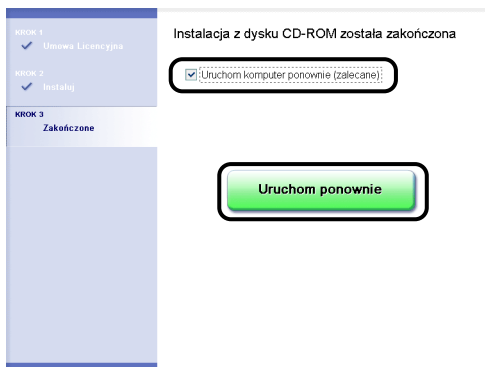 KROK 1
Umowa Licencyjna
KROK 2
Instaluj
KROK 3
Zakończone
Instalacja z dysku CD-ROM została zakończona
Uruchom komputer ponownie (zalecane)
Uruchom ponownie